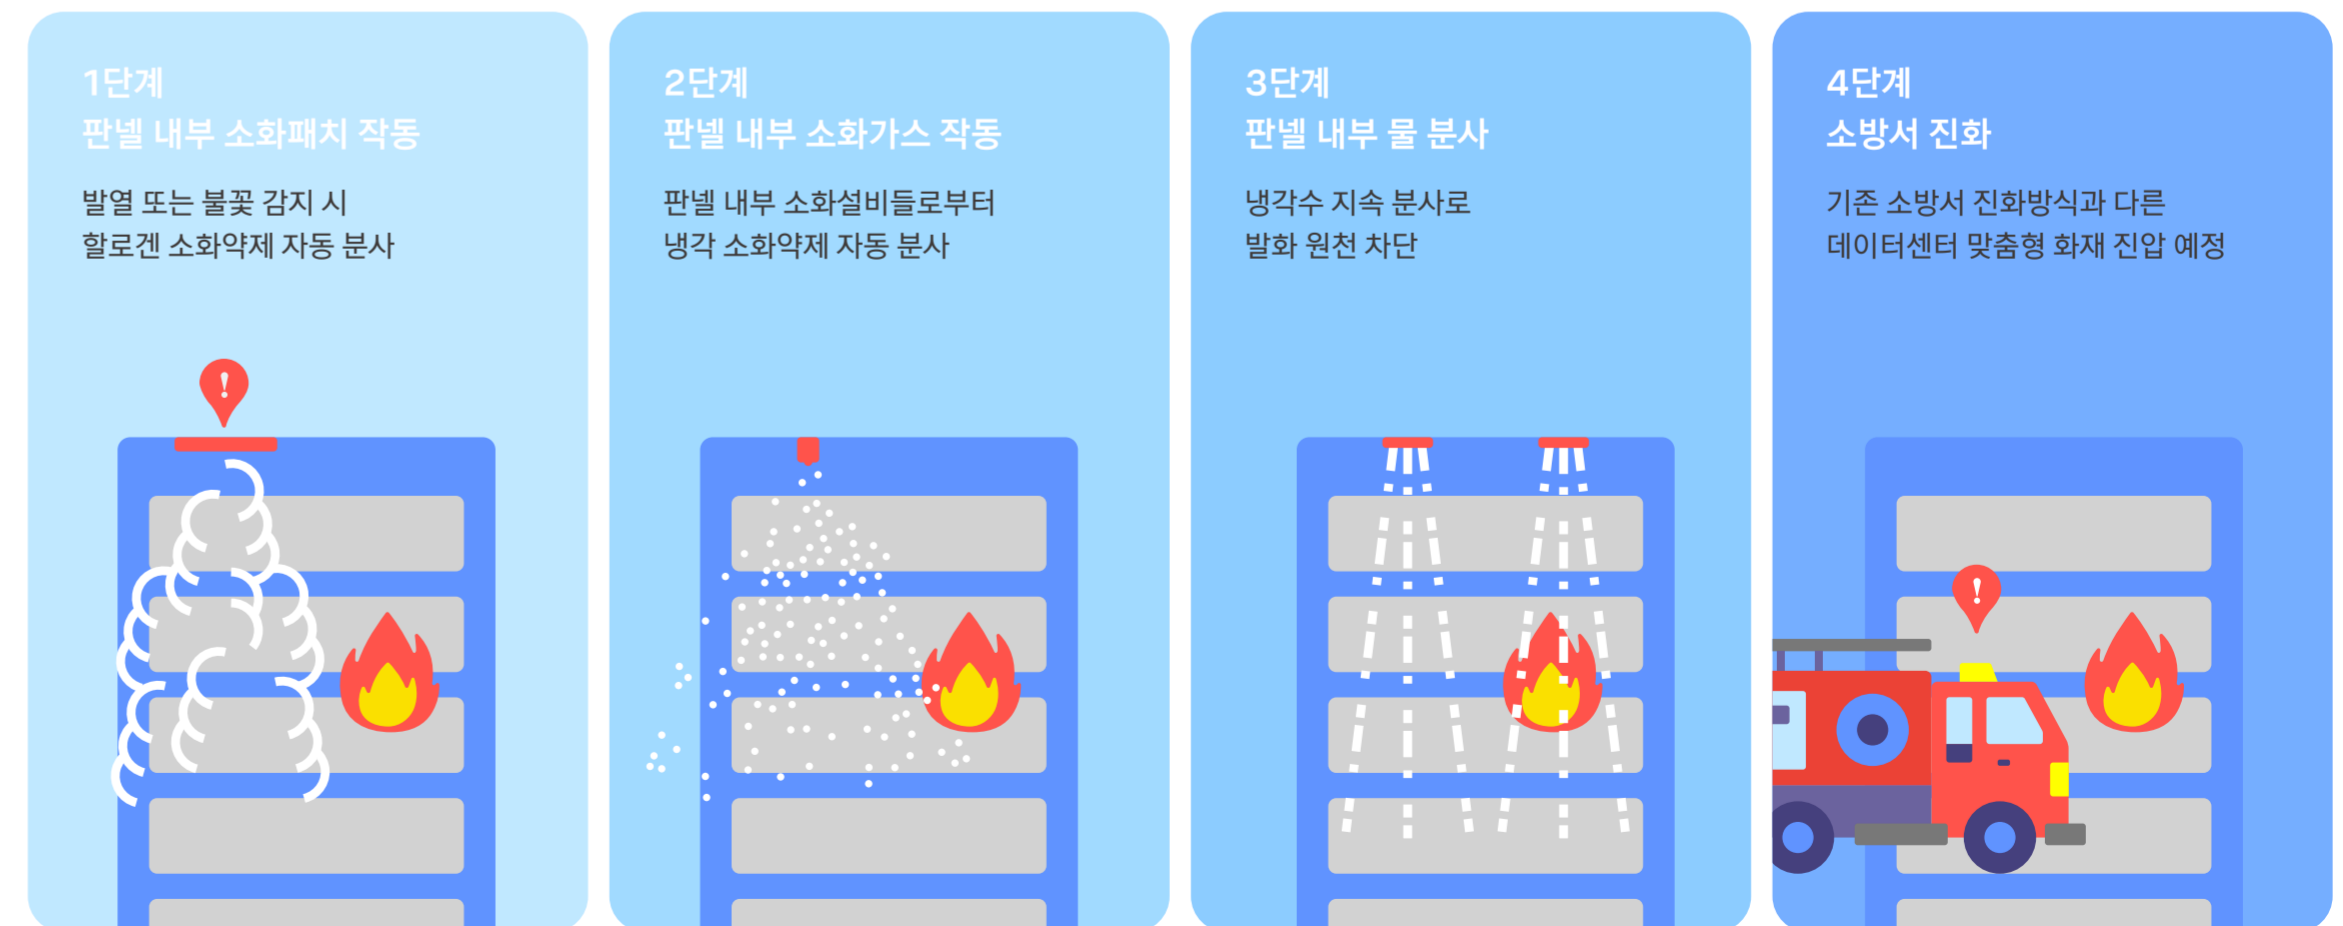 1단계
판넬 내부 소화패치 작동
발열 또는 불꽃 감지 시
할로겐 소화약제 자동 분사
2단계
판넬 내부 소화가스 작동
판넬 내부 소화설비들로부터
냉각 소화약제 자동 분사
3단계
판넬 내부 물 분사
냉각수 지속 분사로
발화 원천 차단
4단계
소방서 진화
기존 소방서 진화방식과 다른
데이터센터 맞춤형 화재 진압 예정